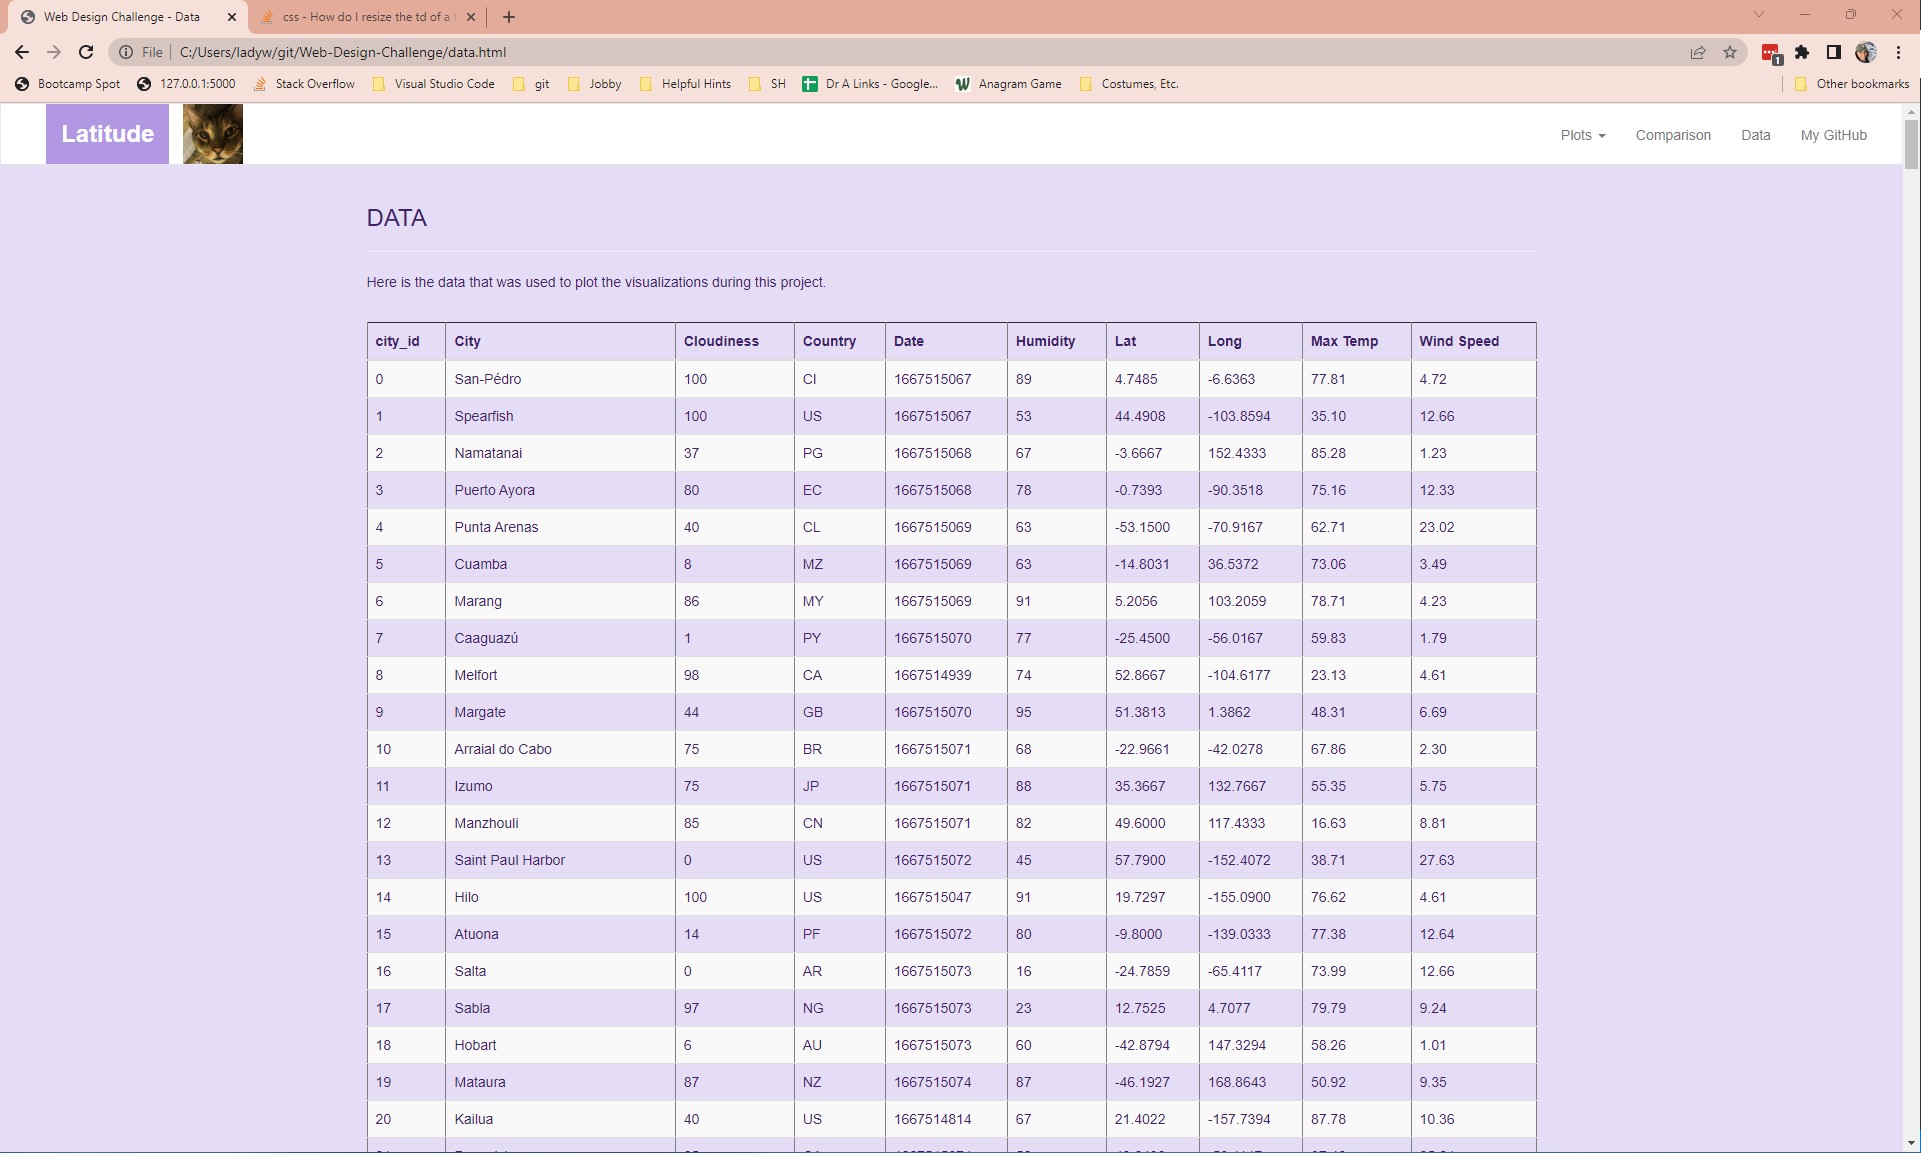 Web Design Challenge - Data
css - How do I resize the td of a
File C:/Users/ladyw/git/Web-Design-Challenge/data.html
1
Bootcamp Spot 127.0.0.1:5000 Stack Overflow Visual Studio Code git Jobby Helpful Hints SH Dr A Links - Google... Anagram Game Costumes, Etc. Other bookmarks
Latitude Plots Comparison Data My GitHub
DATA
Here is the data that was used to plot the visualizations during this project.
city_id City Cloudiness Country Date Humidity Lat Long Max Temp Wind Speed
0 San-Pédro 100 CI 1667515067 89 4.7485 -6.6363 77.81 4.72
1 Spearfish 100 US 1667515067 53 44.4908 -103.8594 35.10 12.66
2 Namatanai 37 PG 1667515068 67 -3.6667 152.4333 85.28 1.23
3 Puerto Ayora 80 EC 1667515068 78 -0.7393 -90.3518 75.16 12.33
4 Punta Arenas 40 CL 1667515069 63 -53.1500 -70.9167 62.71 23.02
5 Cuamba 8 MZ 1667515069 63 -14.8031 36.5372 73.06 3.49
6 Marang 86 MY 1667515069 91 5.2056 103.2059 78.71 4.23
7 Caaguazú 1 PY 1667515070 77 -25.4500 -56.0167 59.83 1.79
8 Melfort 98 CA 1667514939 74 52.8667 -104.6177 23.13 4.61
9 Margate 44 GB 1667515070 95 51.3813 1.3862 48.31 6.69
10 Arraial do Cabo 75 BR 1667515071 68 -22.9661 -42.0278 67.86 2.30
11 Izumo 75 JP 1667515071 88 35.3667 132.7667 55.35 5.75
12 Manzhouli 85 CN 1667515071 82 49.6000 117.4333 16.63 8.81
13 Saint Paul Harbor 0 US 1667515072 45 57.7900 -152.4072 38.71 27.63
14 Hilo 100 US 1667515047 91 19.7297 -155.0900 76.62 4.61
15 Atuona 14 PF 1667515072 80 -9.8000 -139.0333 77.38 12.64
16 Salta 0 AR 1667515073 16 -24.7859 -65.4117 73.99 12.66
17 Sabla 97 NG 1667515073 23 12.7525 4.7077 79.79 9.24
18 Hobart 6 AU 1667515073 60 -42.8794 147.3294 58.26 1.01
19 Mataura 87 NZ 1667515074 87 -46.1927 168.8643 50.92 9.35
20 Kailua 40 US 1667514814 67 21.4022 -157.7394 87.78 10.36